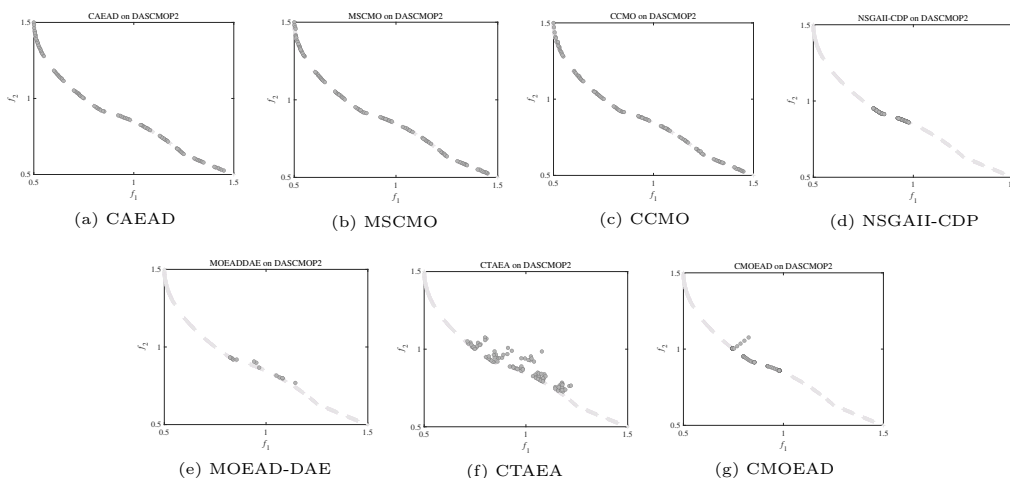 CAEAD on DASCMOP2
1.5
f2
1
0.5
0.5
1
1.5
f1
(a) CAEAD
MSCMO on DASCMOP2
1.5
f2
1
0.5
0.5
1
1.5
f1
(b) MSCMO
CCMO on DASCMOP2
1.5
f2
1
0.5
0.5
1
1.5
f1
(c) CCMO
NSGAII-CDP on DASCMOP2
1.5
f2
1
0.5
0.5
1
1.5
f1
(d) NSGAII-CDP
MOEADDAE on DASCMOP2
1.5
f2
1
0.5
0.5
1
1.5
f1
(e) MOEAD-DAE
CTAEA on DASCMOP2
1.5
f2
1
0.5
0.5
1
1.5
f1
(f) CTAEA
CMOEAD on DASCMOP2
1.5
f2
1
0.5
0.5
1
1.5
f1
(g) CMOEAD